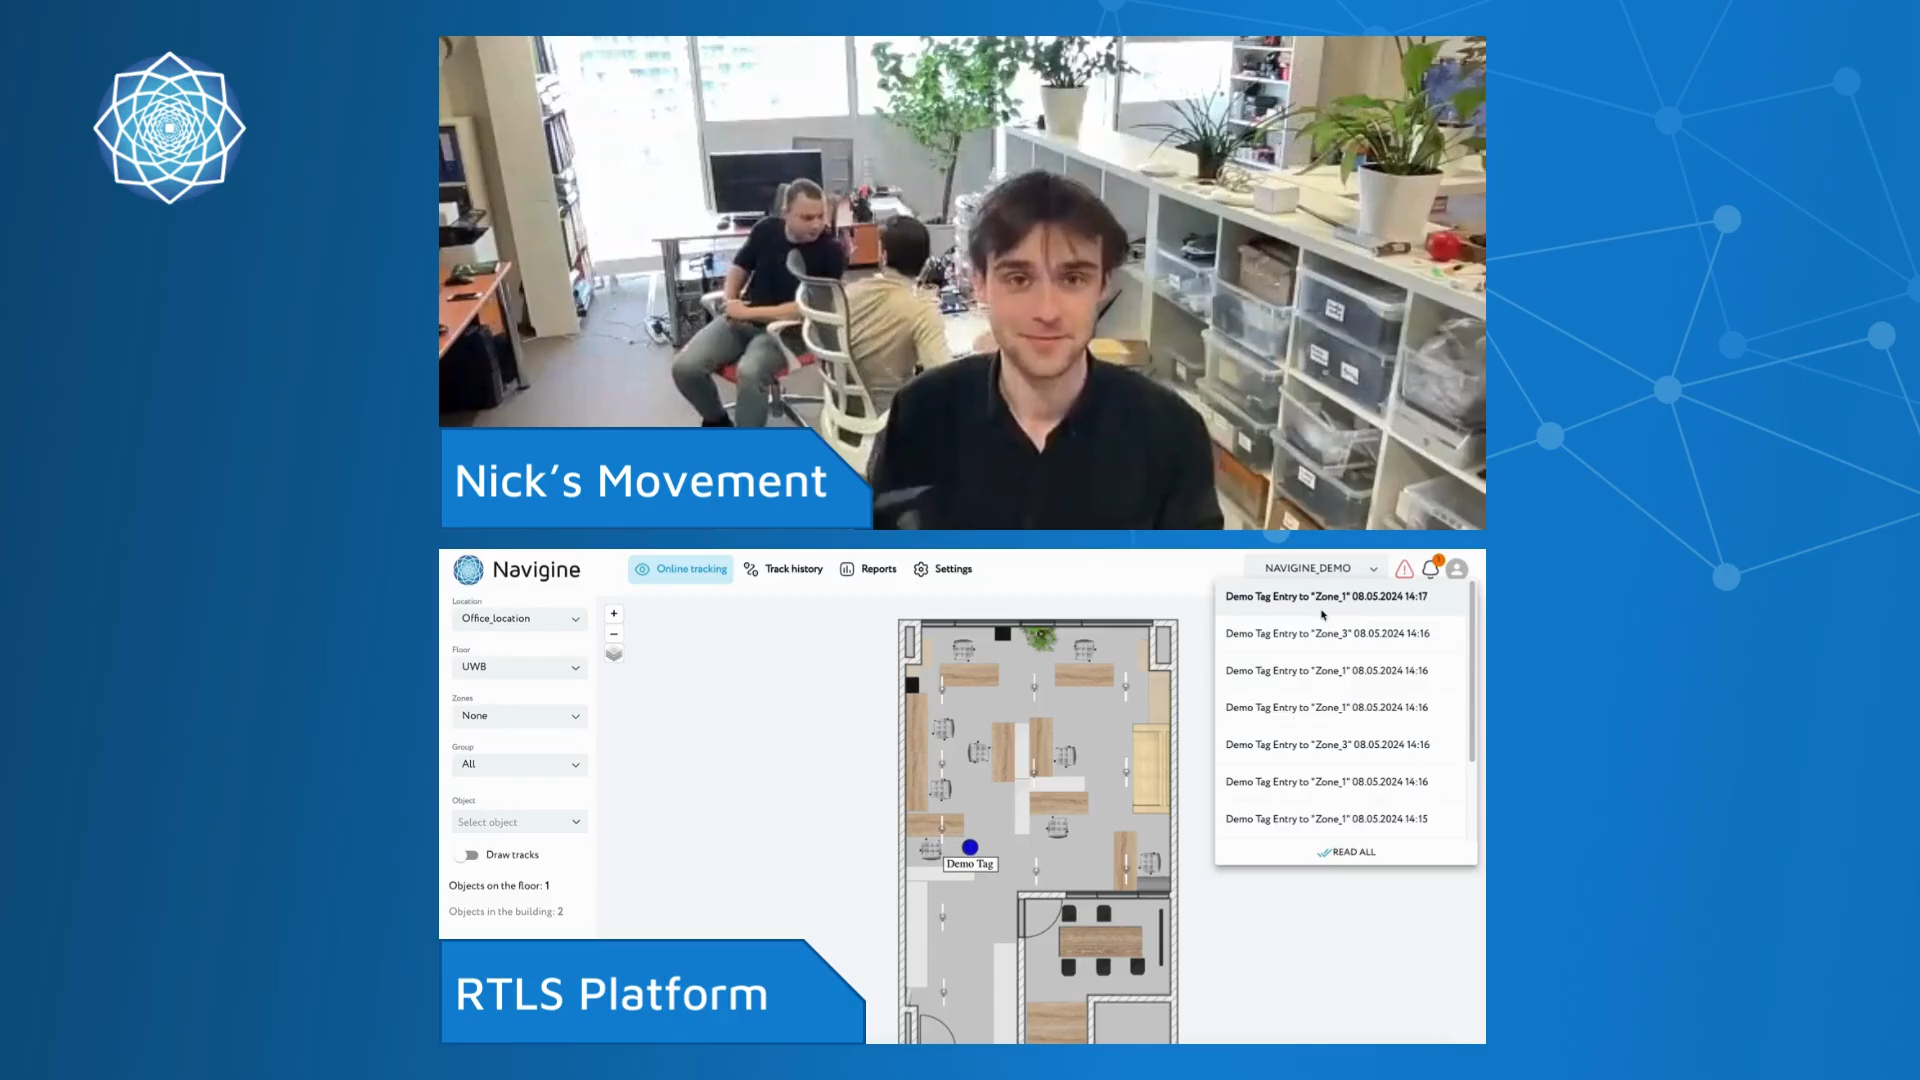 Nick’s Movement
Navigine
Online tracking
Track history
Reports
Settings
NAVIGINE_DEMO
Location
Office_location
Floor
UWB
Zones
None
Group
All
Object
Select object
Draw tracks
Objects on the floor: 1
Objects in the building: 2
+
−
Demo Tag
Demo Tag Entry to "Zone_1" 08.05.2024 14:17
Demo Tag Entry to "Zone_3" 08.05.2024 14:16
Demo Tag Entry to "Zone_1" 08.05.2024 14:16
Demo Tag Entry to "Zone_1" 08.05.2024 14:16
Demo Tag Entry to "Zone_3" 08.05.2024 14:16
Demo Tag Entry to "Zone_1" 08.05.2024 14:16
Demo Tag Entry to "Zone_1" 08.05.2024 14:15
READ ALL
RTLS Platform